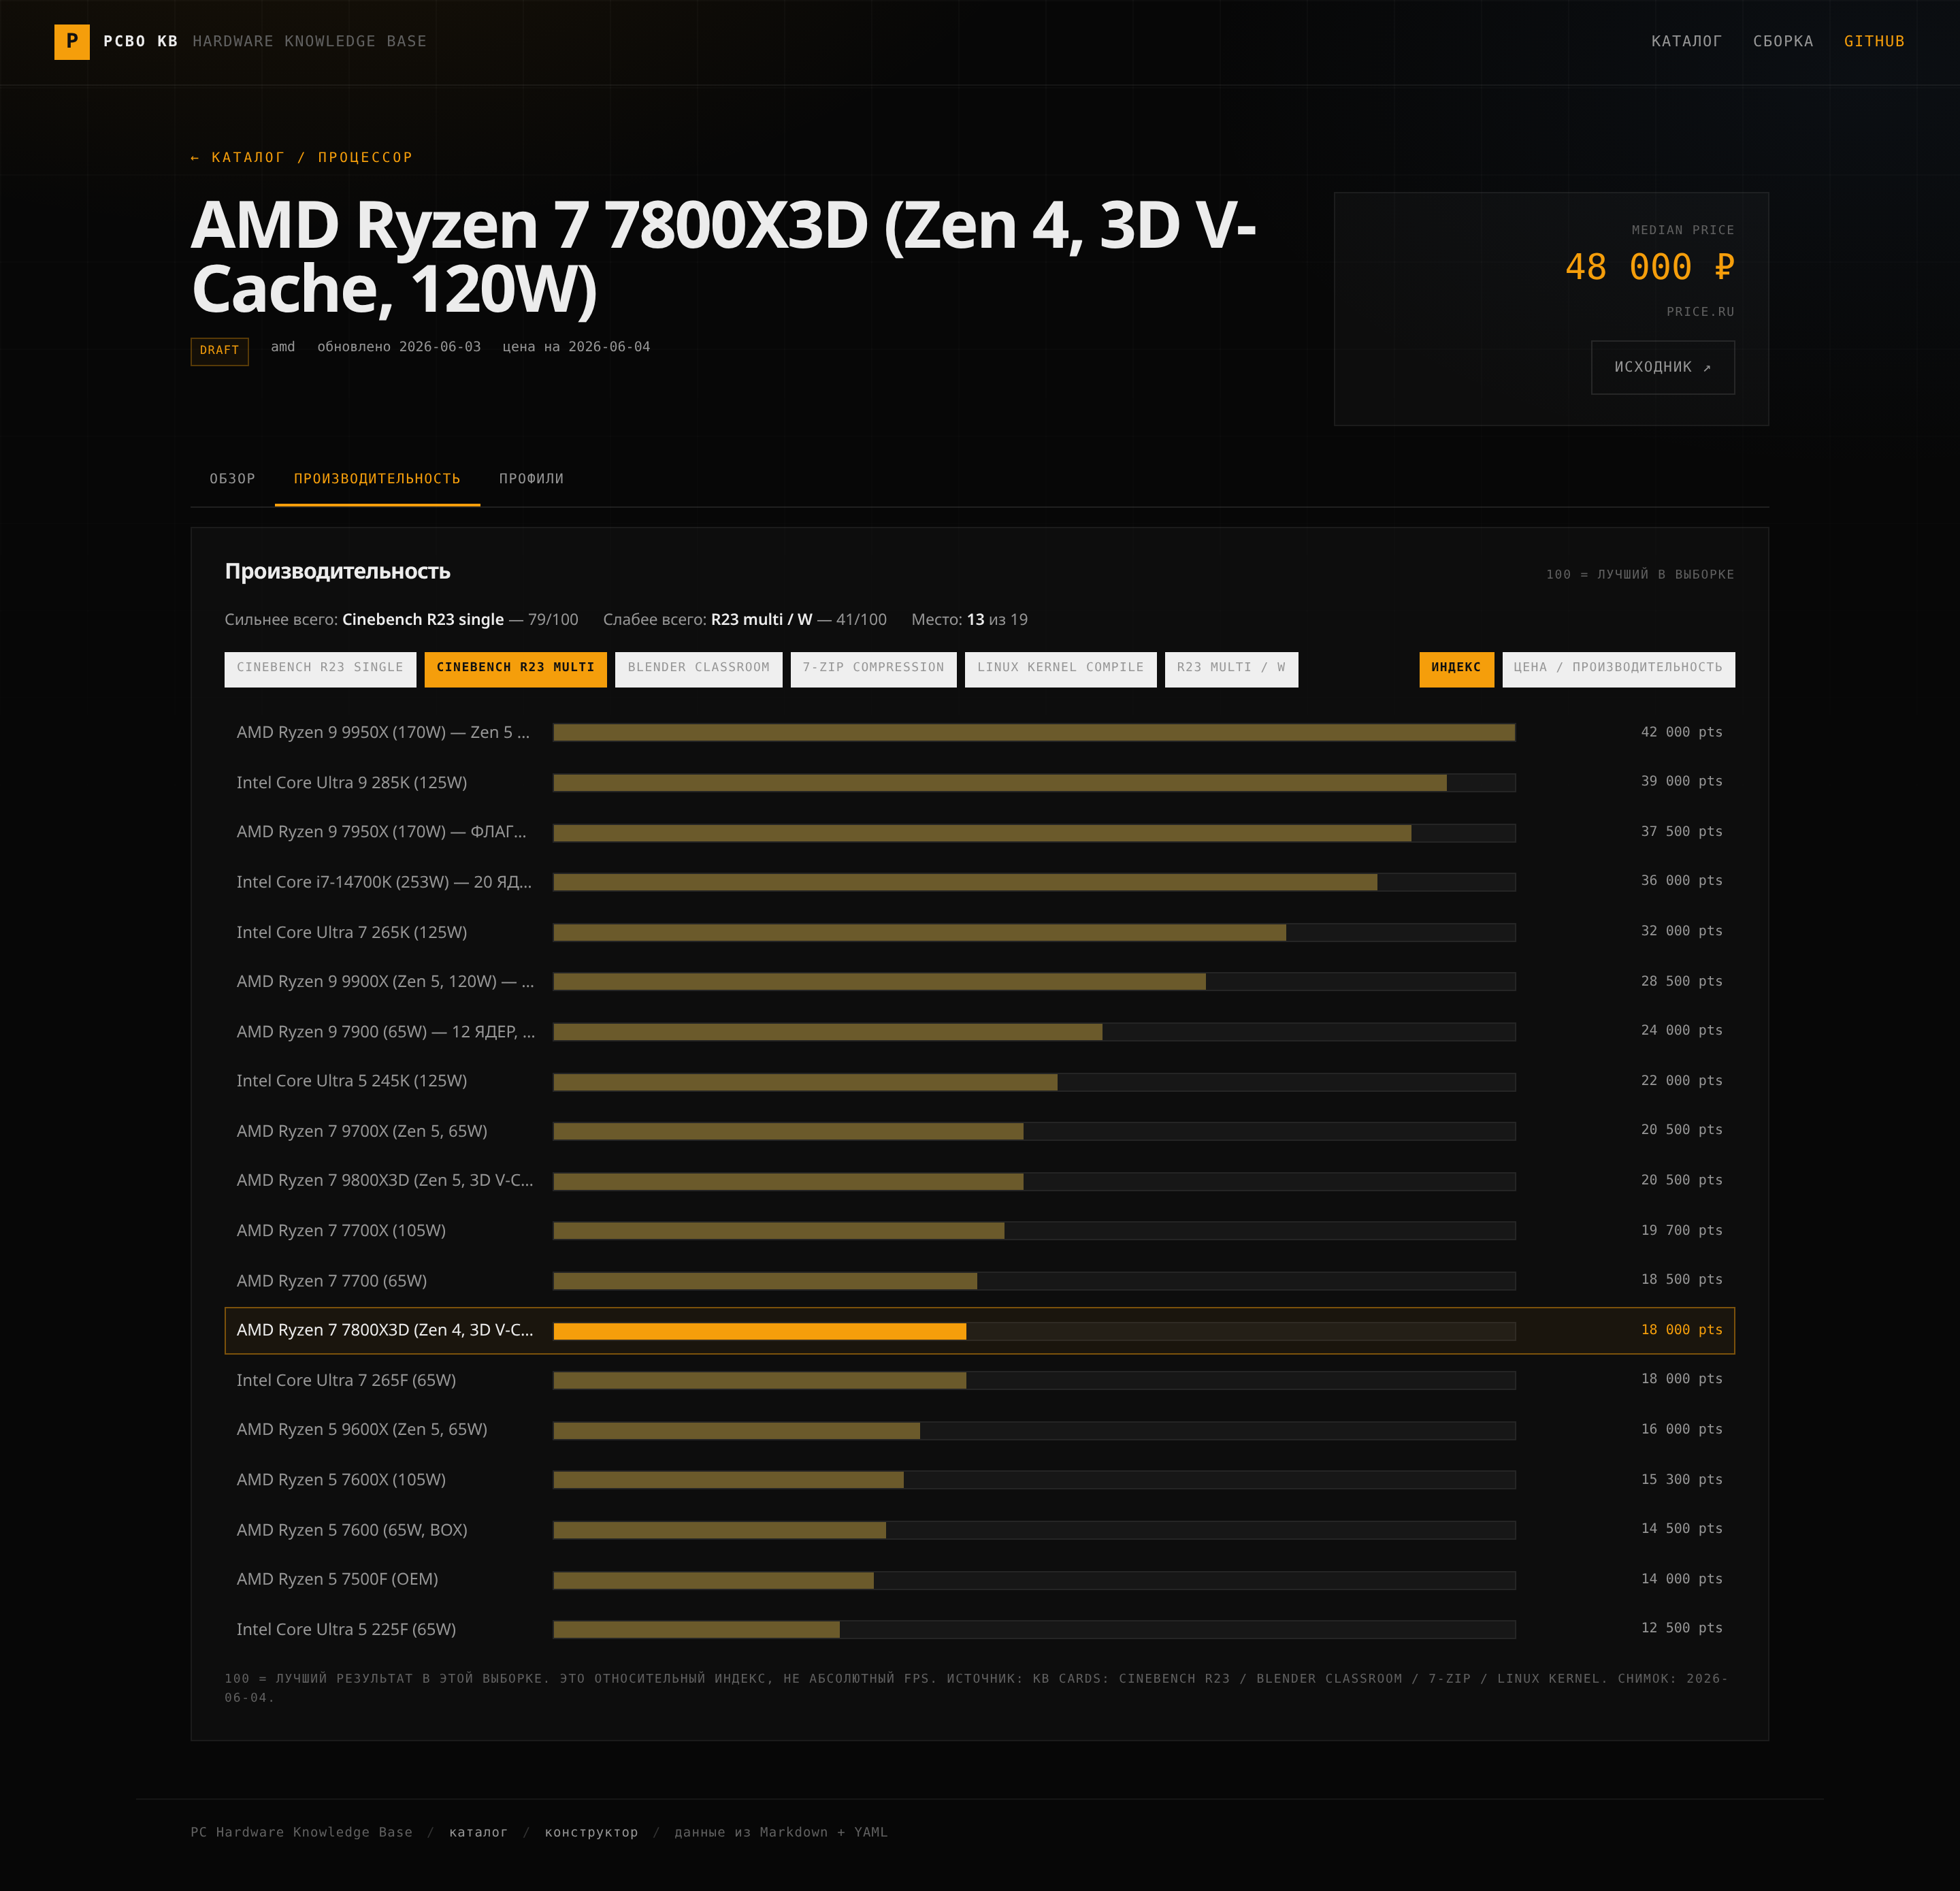 P PCBO KB HARDWARE KNOWLEDGE BASE КАТАЛОГ СБОРКА GITHUB
← КАТАЛОГ / ПРОЦЕССОР
AMD Ryzen 7 7800X3D (Zen 4, 3D V-
Cache, 120W)
DRAFT amd обновлено 2026-06-03 цена на 2026-06-04
MEDIAN PRICE
48 000 ₽
PRICE.RU
ИСХОДНИК ↗
ОБЗОР ПРОИЗВОДИТЕЛЬНОСТЬ ПРОФИЛИ
Производительность 100 = ЛУЧШИЙ В ВЫБОРКЕ
Сильнее всего: Cinebench R23 single — 79/100 Слабее всего: R23 multi / W — 41/100 Место: 13 из 19
CINEBENCH R23 SINGLE CINEBENCH R23 MULTI BLENDER CLASSROOM 7-ZIP COMPRESSION LINUX KERNEL COMPILE R23 MULTI / W ИНДЕКС ЦЕНА / ПРОИЗВОДИТЕЛЬНОСТЬ
AMD Ryzen 9 9950X (170W) — Zen 5 ... 42 000 pts
Intel Core Ultra 9 285K (125W) 39 000 pts
AMD Ryzen 9 7950X (170W) — ФЛАГ... 37 500 pts
Intel Core i7-14700K (253W) — 20 ЯД... 36 000 pts
Intel Core Ultra 7 265K (125W) 32 000 pts
AMD Ryzen 9 9900X (Zen 5, 120W) — ... 28 500 pts
AMD Ryzen 9 7900 (65W) — 12 ЯДЕР, ... 24 000 pts
Intel Core Ultra 5 245K (125W) 22 000 pts
AMD Ryzen 7 9700X (Zen 5, 65W) 20 500 pts
AMD Ryzen 7 9800X3D (Zen 5, 3D V-C... 20 500 pts
AMD Ryzen 7 7700X (105W) 19 700 pts
AMD Ryzen 7 7700 (65W) 18 500 pts
AMD Ryzen 7 7800X3D (Zen 4, 3D V-C... 18 000 pts
Intel Core Ultra 7 265F (65W) 18 000 pts
AMD Ryzen 5 9600X (Zen 5, 65W) 16 000 pts
AMD Ryzen 5 7600X (105W) 15 300 pts
AMD Ryzen 5 7600 (65W, BOX) 14 500 pts
AMD Ryzen 5 7500F (OEM) 14 000 pts
Intel Core Ultra 5 225F (65W) 12 500 pts
100 = ЛУЧШИЙ РЕЗУЛЬТАТ В ЭТОЙ ВЫБОРКЕ. ЭТО ОТНОСИТЕЛЬНЫЙ ИНДЕКС, НЕ АБСОЛЮТНЫЙ FPS. ИСТОЧНИК: KB CARDS: CINEBENCH R23 / BLENDER CLASSROOM / 7-ZIP / LINUX KERNEL. СНИМОК: 2026-
06-04.
PC Hardware Knowledge Base / каталог / конструктор / данные из Markdown + YAML